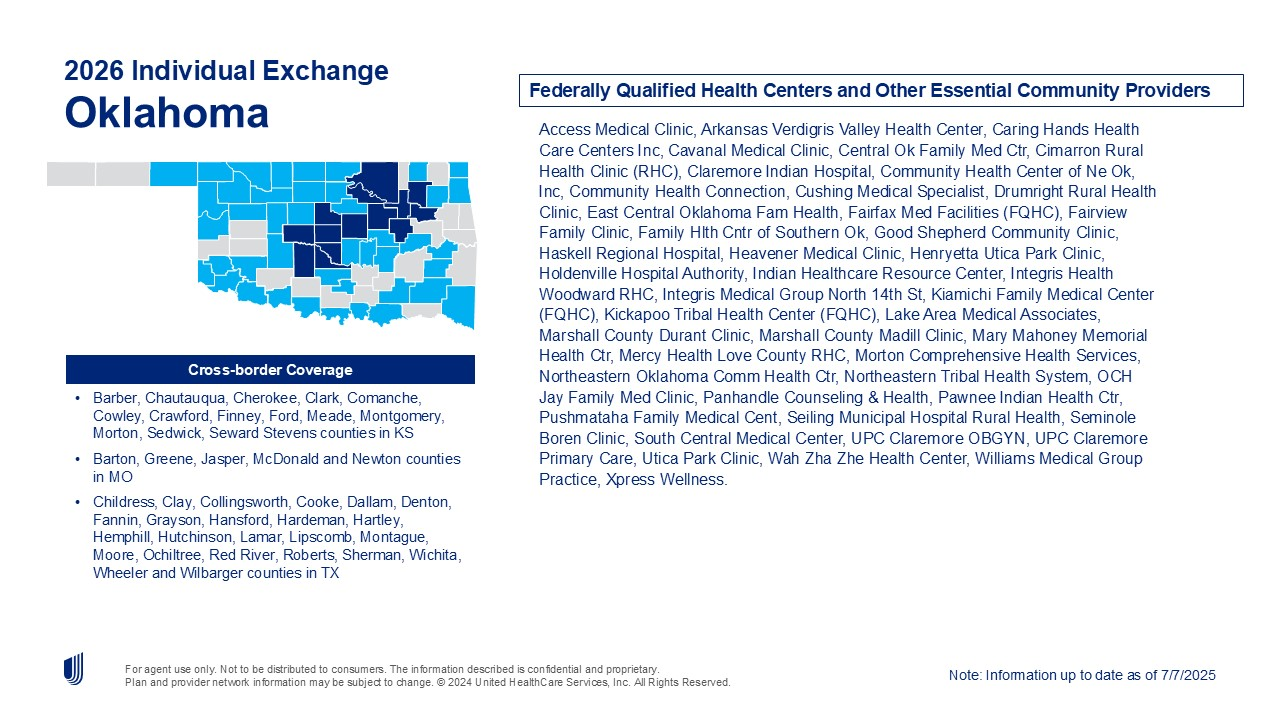 2026 Individual Exchange
Oklahoma
Federally Qualified Health Centers and Other Essential Community Providers
Access Medical Clinic, Arkansas Verdigris Valley Health Center, Caring Hands Health
Care Centers Inc, Cavanal Medical Clinic, Central Ok Family Med Ctr, Cimarron Rural
Health Clinic (RHC), Claremore Indian Hospital, Community Health Center of Ne Ok,
Inc, Community Health Connection, Cushing Medical Specialist, Drumright Rural Health
Clinic, East Central Oklahoma Fam Health, Fairfax Med Facilities (FQHC), Fairview
Family Clinic, Family Hlth Cntr of Southern Ok, Good Shepherd Community Clinic,
Haskell Regional Hospital, Heavener Medical Clinic, Henryetta Utica Park Clinic,
Holdenville Hospital Authority, Indian Healthcare Resource Center, Integris Health
Woodward RHC, Integris Medical Group North 14th St, Kiamichi Family Medical Center
(FQHC), Kickapoo Tribal Health Center (FQHC), Lake Area Medical Associates,
Marshall County Durant Clinic, Marshall County Madill Clinic, Mary Mahoney Memorial
Health Ctr, Mercy Health Love County RHC, Morton Comprehensive Health Services,
Northeastern Oklahoma Comm Health Ctr, Northeastern Tribal Health System, OCH
Jay Family Med Clinic, Panhandle Counseling & Health, Pawnee Indian Health Ctr,
Pushmataha Family Medical Cent, Seiling Municipal Hospital Rural Health, Seminole
Boren Clinic, South Central Medical Center, UPC Claremore OBGYN, UPC Claremore
Primary Care, Utica Park Clinic, Wah Zha Zhe Health Center, Williams Medical Group
Practice, Xpress Wellness.
Cross-border Coverage
• Barber, Chautauqua, Cherokee, Clark, Comanche,
Cowley, Crawford, Finney, Ford, Meade, Montgomery,
Morton, Sedwick, Seward Stevens counties in KS
• Barton, Greene, Jasper, McDonald and Newton counties
in MO
• Childress, Clay, Collingsworth, Cooke, Dallam, Denton,
Fannin, Grayson, Hansford, Hardeman, Hartley,
Hemphill, Hutchinson, Lamar, Lipscomb, Montague,
Moore, Ochiltree, Red River, Roberts, Sherman, Wichita,
Wheeler and Wilbarger counties in TX
For agent use only. Not to be distributed to consumers. The information described is confidential and proprietary.
Plan and provider network information may be subject to change. © 2024 United HealthCare Services, Inc. All Rights Reserved.
Note: Information up to date as of 7/7/2025